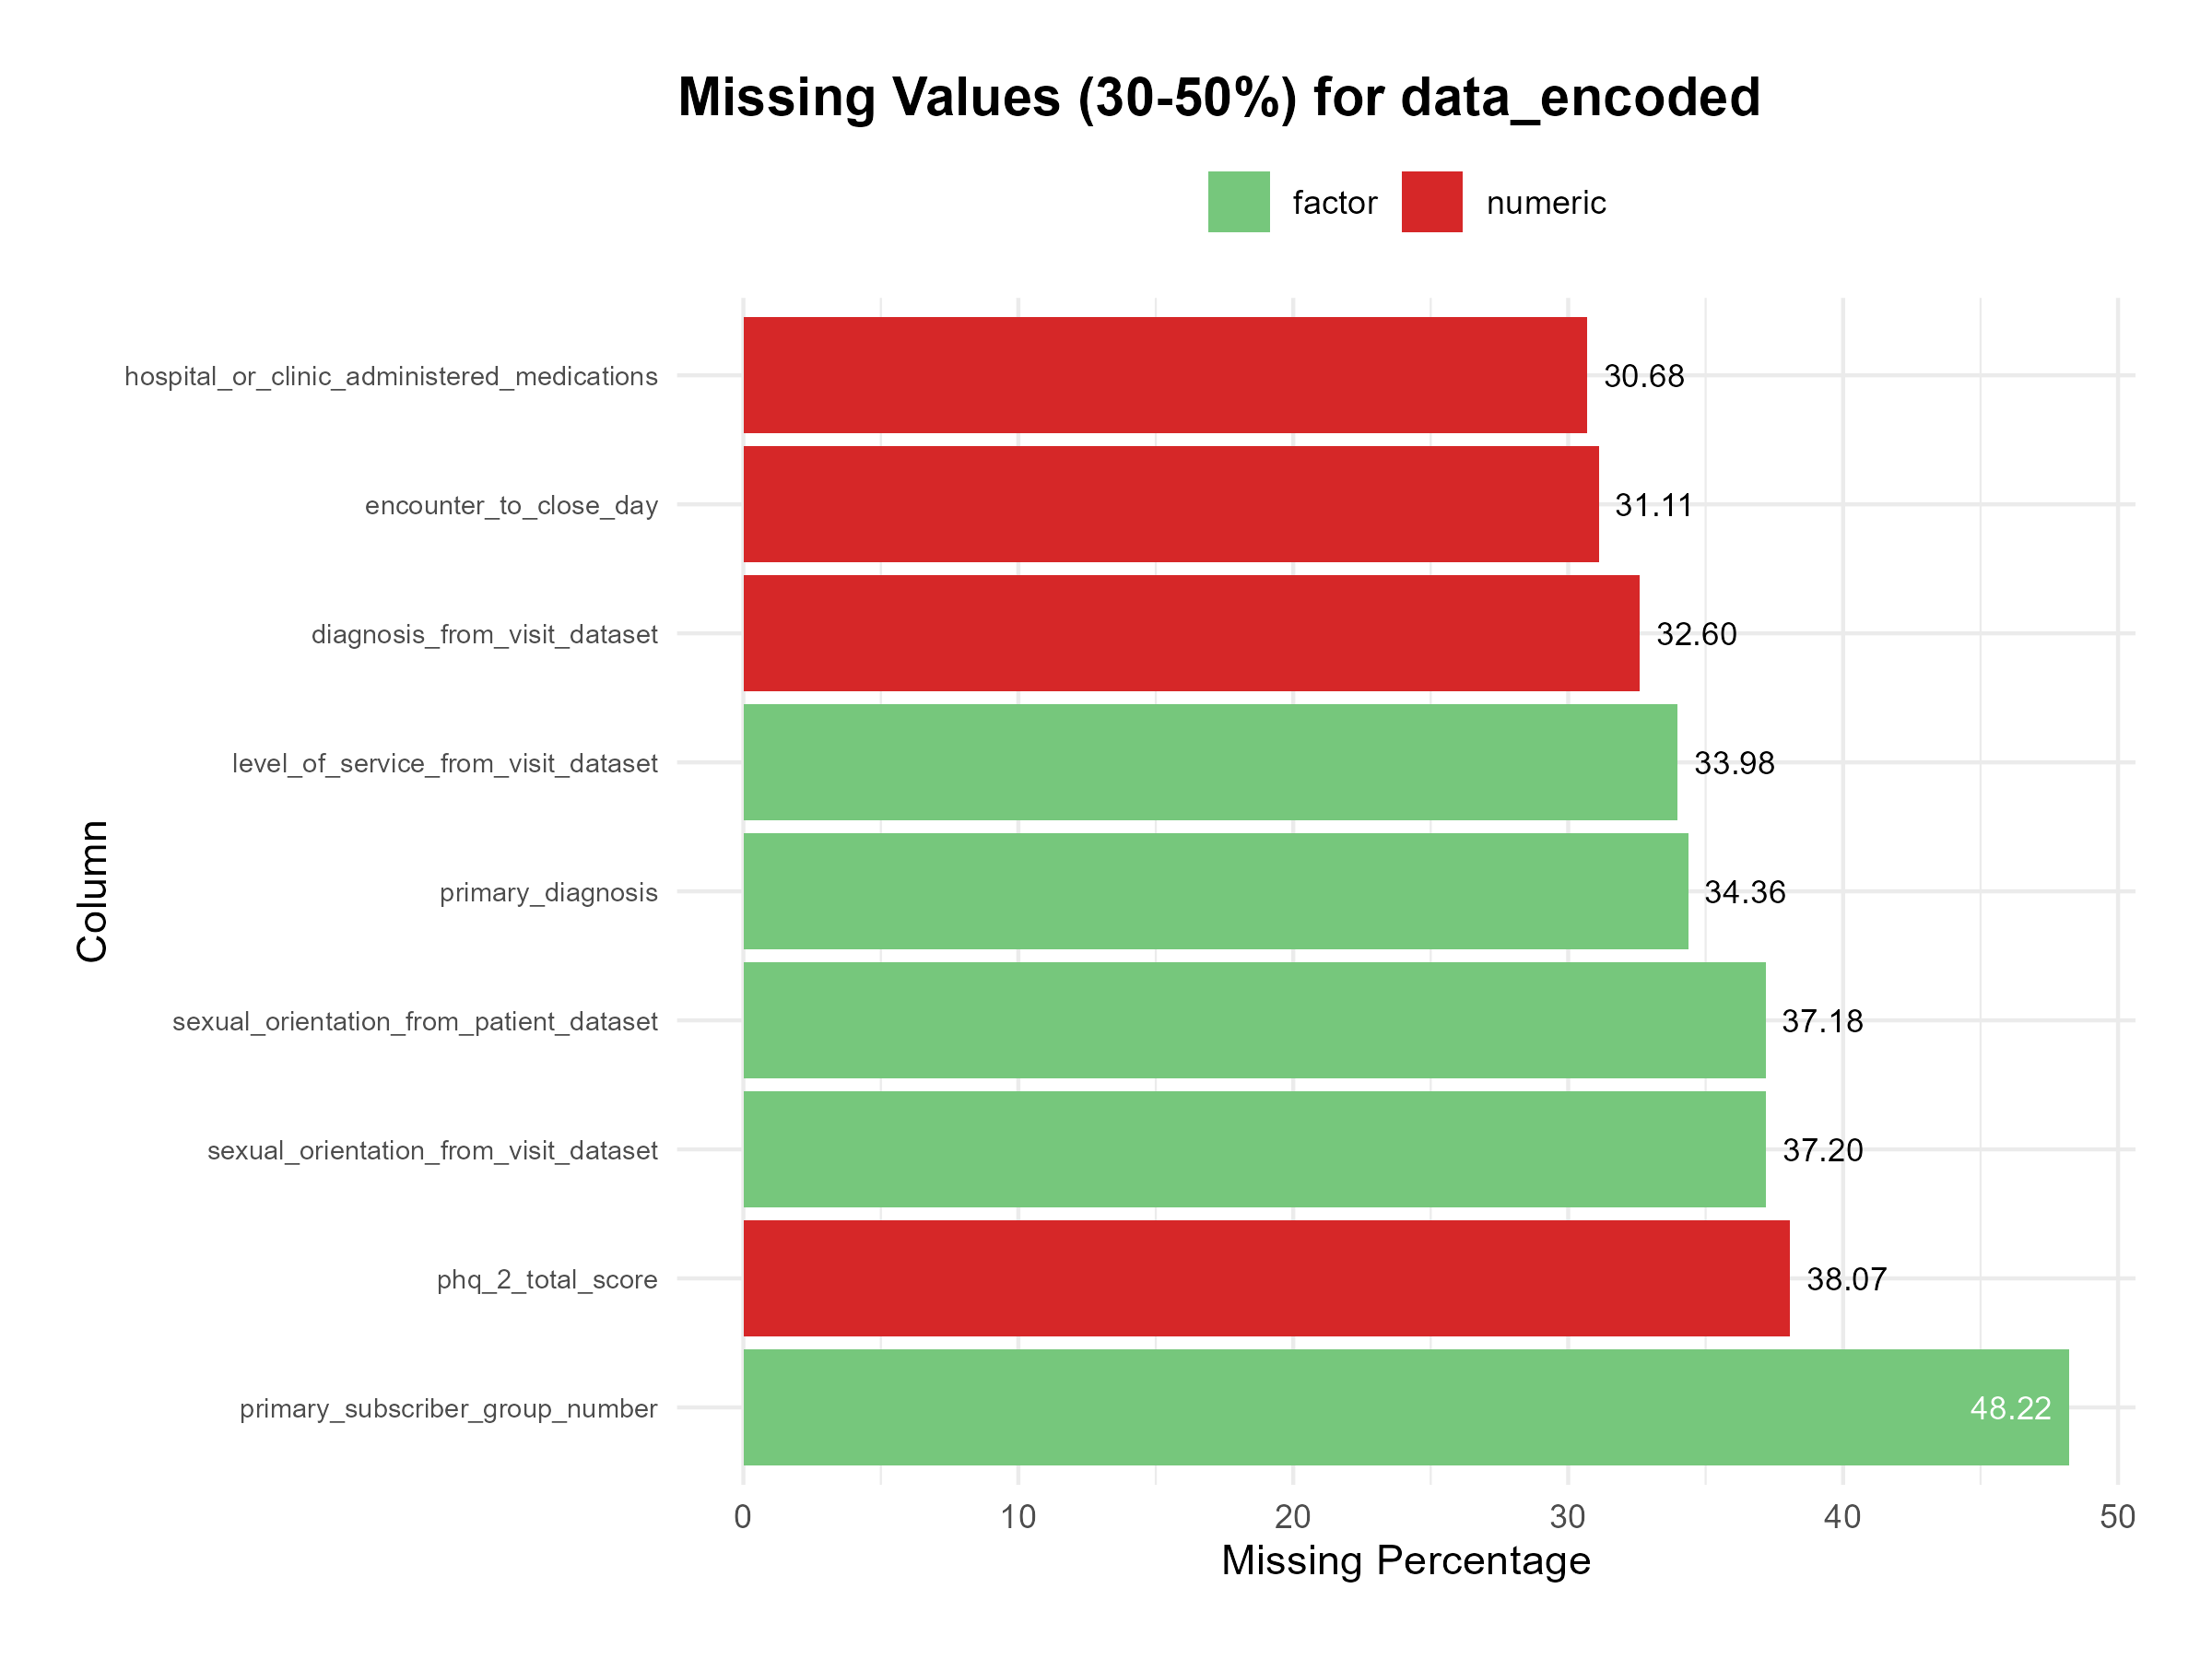 Missing Values (30-50%) for data_encoded
factor numeric
hospital_or_clinic_administered_medications 30.68
encounter_to_close_day 31.11
diagnosis_from_visit_dataset 32.60
level_of_service_from_visit_dataset 33.98
primary_diagnosis 34.36
sexual_orientation_from_patient_dataset 37.18
sexual_orientation_from_visit_dataset 37.20
phq_2_total_score 38.07
primary_subscriber_group_number 48.22
Column
0 10 20 30 40 50
Missing Percentage